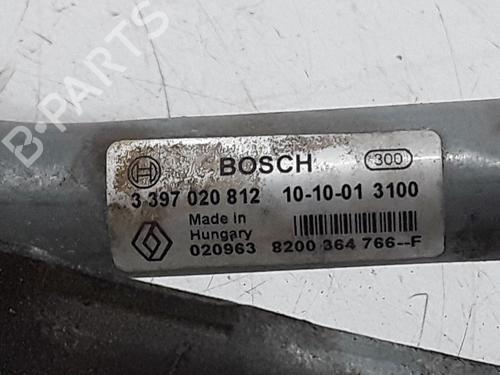 B-PARTS
BOSCH 300
3 397 020 812 10-10-01 3100
Made in
Hungary
020963 8200 364 766--F